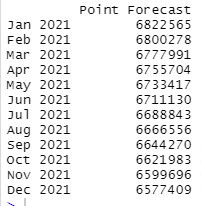 Point Forecast
Jan 2021 6822565
Feb 2021 6800278
Mar 2021 6777991
Apr 2021 6755704
May 2021 6733417
Jun 2021 6711130
Jul 2021 6688843
Aug 2021 6666556
Sep 2021 6644270
Oct 2021 6621983
Nov 2021 6599696
Dec 2021 6577409
>